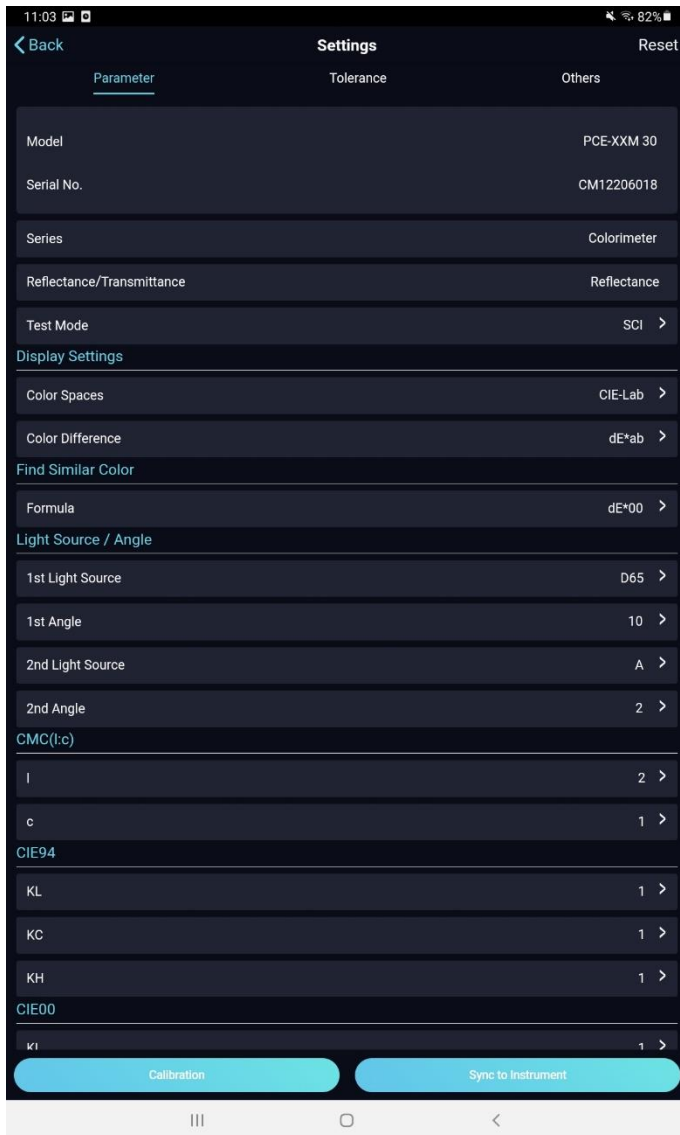 11:03 82%
Back Settings Reset
Parameter Tolerance Others
Model PCE-XXM 30
Serial No. CM12206018
Series Colorimeter
Reflectance/Transmittance Reflectance
Test Mode SCI
Display Settings
Color Spaces CIE-Lab
Color Difference dE*ab
Find Similar Color
Formula dE*00
Light Source / Angle
1st Light Source D65
1st Angle 10
2nd Light Source A
2nd Angle 2
CMC(l:c)
l 2
c 1
CIE94
KL 1
KC 1
KH 1
CIE00
KL 1
Calibration Sync to Instrument